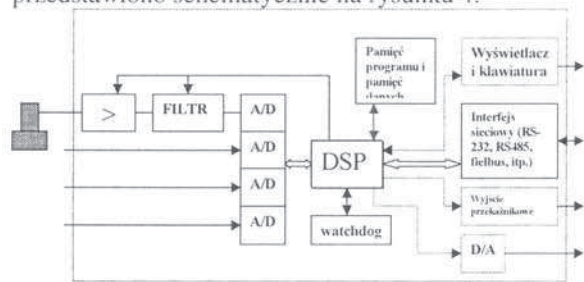 przedstawiono schematycznie na rysunku 4.
Pamięć
programu i
pamięć
danych
Wyświetlacz
i klawiatura
>
FILTR
A/D
A/D
A/D
A/D
DSP
Interfejs
sieciowy (RS-
232, RS485,
fielbus, itp.)
Wyjście
przekaźnikowe
watchdog
D/A